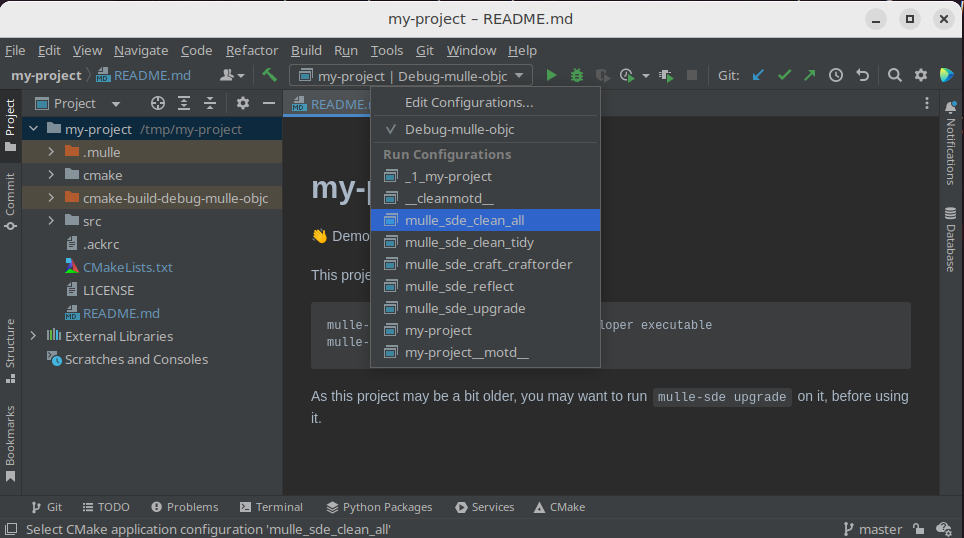 my-project – README.md
File Edit View Navigate Code Refactor Build Run Tools Git Window Help
my-project README.md my-project | Debug-mulle-objc Git:
Project
Commit
Structure
Bookmarks
Project
my-project /tmp/my-project
.mulle
cmake
cmake-build-debug-mulle-objc
src
.ackrc
CMakeLists.txt
LICENSE
README.md
External Libraries
Scratches and Consoles
README.
Edit Configurations...
Debug-mulle-objc
Run Configurations
_1_my-project
__cleanmotd__
mulle_sde_clean_all
mulle_sde_clean_tidy
mulle_sde_craft_craftorder
mulle_sde_reflect
mulle_sde_upgrade
my-project
my-project__motd__
my-p
👋 Demo
This proje
mulle- loper executable
mulle-
As this project may be a bit older, you may want to run mulle-sde upgrade on it, before using
it.
Notifications
Database
Git TODO Problems Terminal Python Packages Services CMake
Select CMake application configuration 'mulle_sde_clean_all' master